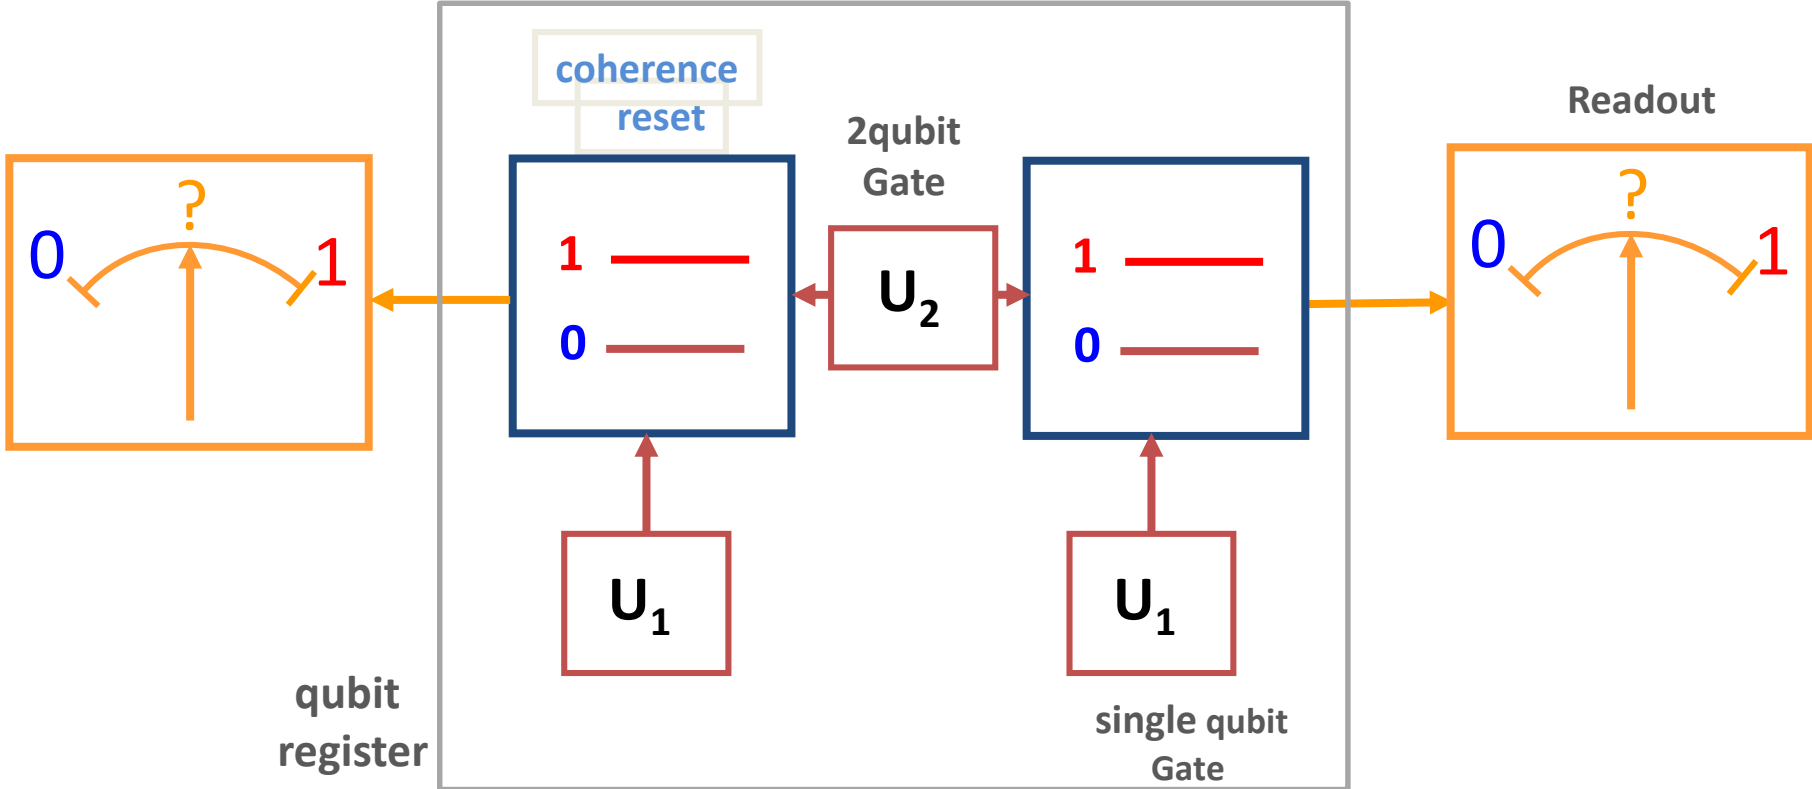 coherence
reset
Readout
2qubit
Gate
?
0
1
1
0
U2
1
0
?
0
1
U1
U1
qubit
register
single qubit
Gate